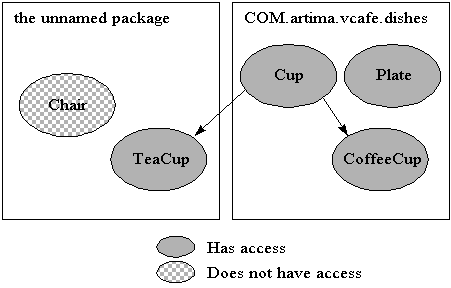 the unnamed package
COM.artima.vcafe.dishes
Cup
Plate
Chair
TeaCup
CoffeeCup
Has access
Does not have access